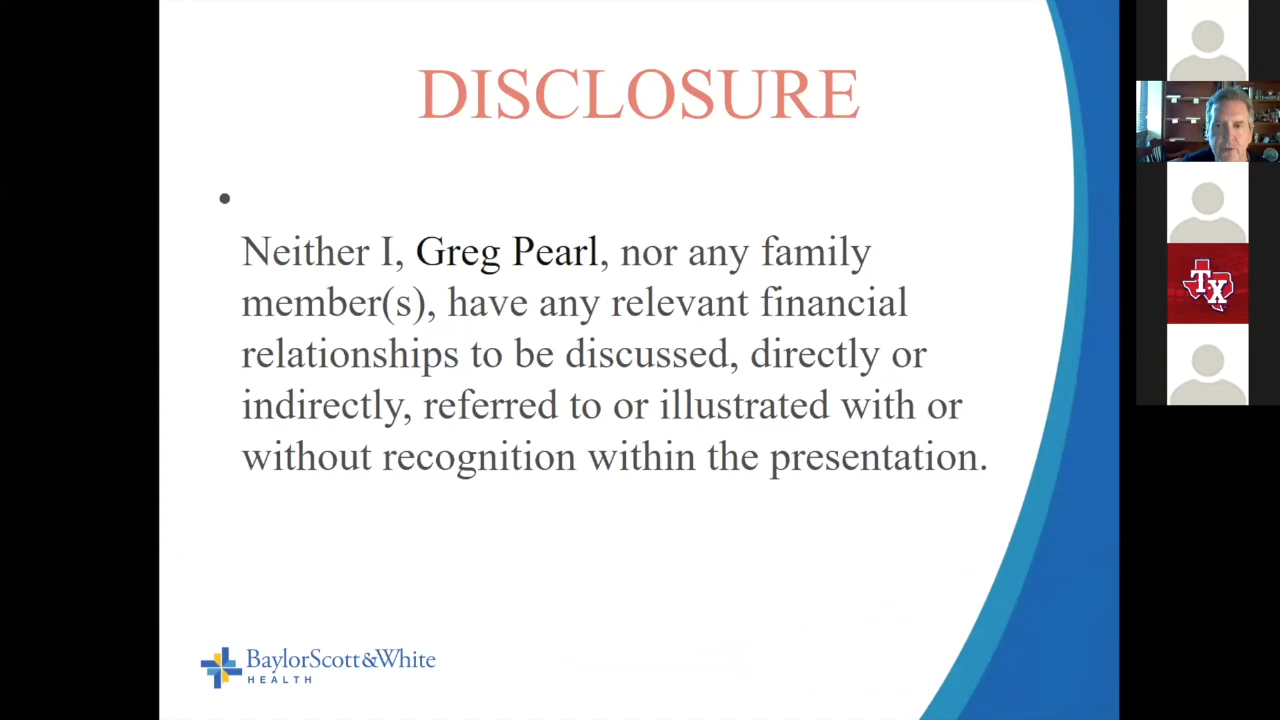 DISCLOSURE
•
Neither I, Greg Pearl, nor any family
member(s), have any relevant financial
relationships to be discussed, directly or
indirectly, referred to or illustrated with or
without recognition within the presentation.
BaylorScott&White
HEALTH
TX